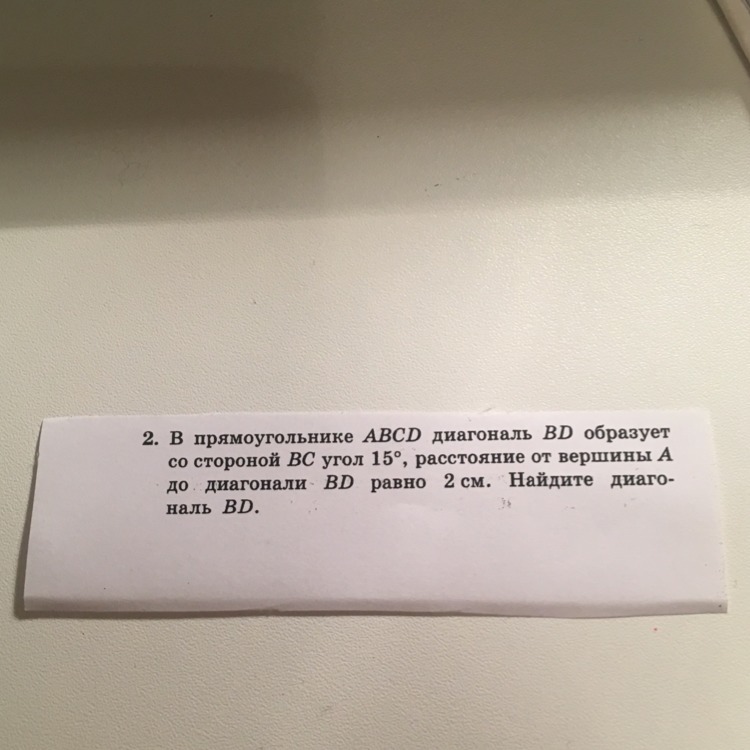 2. В прямоугольнике ABCD диагональ BD образует
со стороной BC угол 15°, расстояние от вершины A
до диагонали BD равно 2 см. Найдите диаго-
наль BD.